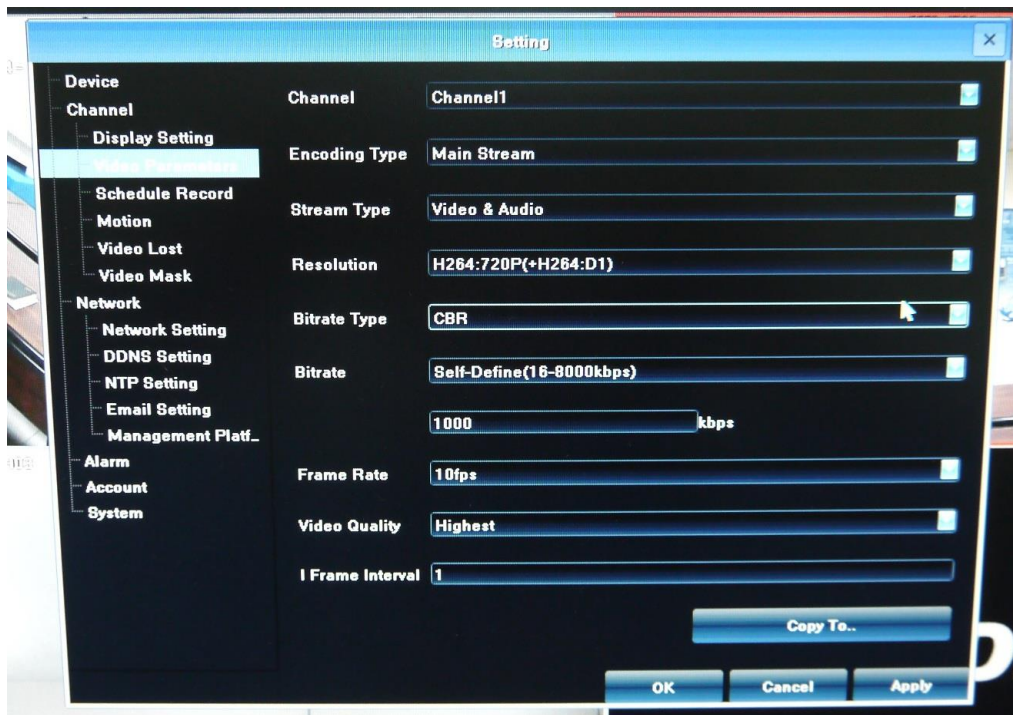 Setting
Device
Channel
Display Setting
Video Parameters
Schedule Record
Motion
Video Lost
Video Mask
Network
Network Setting
DDNS Setting
NTP Setting
Email Setting
Management Platf_
Alarm
Account
System
Channel Channel1
Encoding Type Main Stream
Stream Type Video & Audio
Resolution H264:720P(+H264:D1)
Bitrate Type CBR
Bitrate Self-Define(16-8000kbps)
1000 kbps
Frame Rate 10fps
Video Quality Highest
I Frame Interval 1
Copy To..
OK Cancel Apply